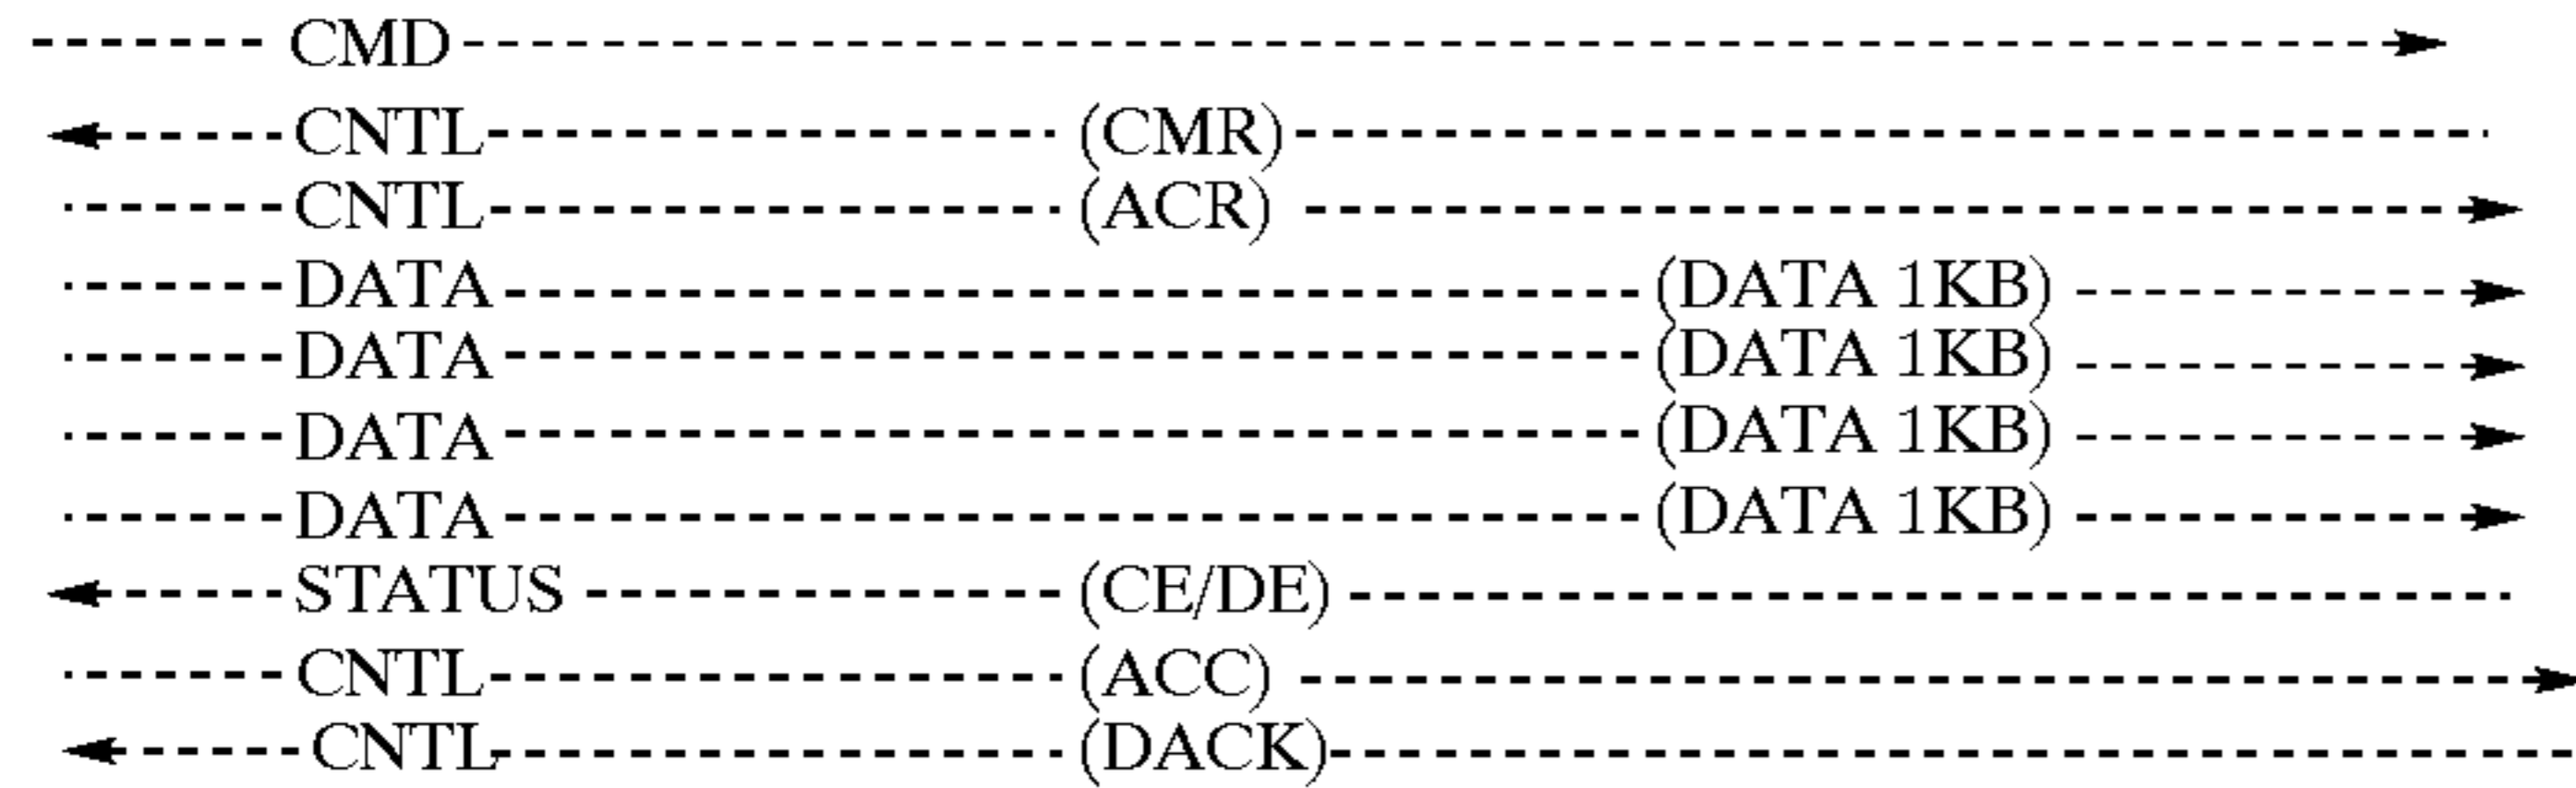 CMD
CNTL (CMR)
CNTL (ACR)
DATA (DATA 1KB)
DATA (DATA 1KB)
DATA (DATA 1KB)
DATA (DATA 1KB)
STATUS (CE/DE)
CNTL (ACC)
CNTL (DACK)